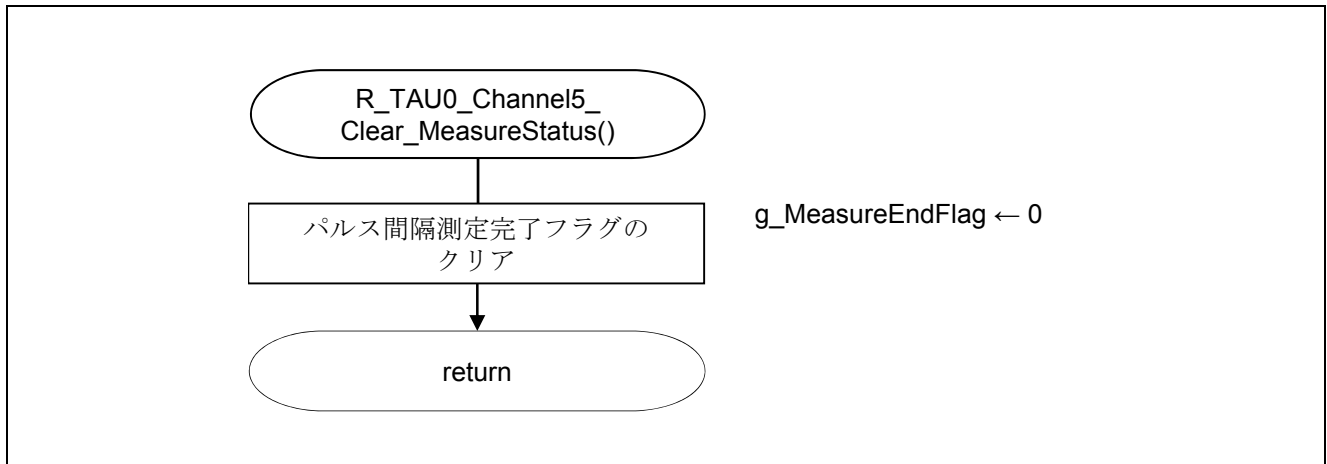 R_TAU0_Channel5_
Clear_MeasureStatus()
パルス間隔測定完了フラグの
クリア
g_MeasureEndFlag ← 0
return